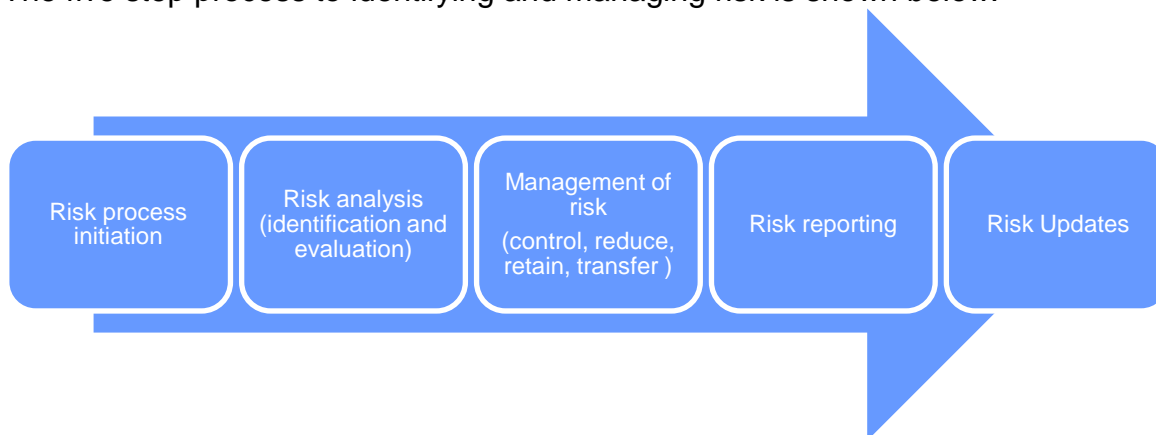 The five step process to identifying and managing risk is shown below.
Risk process
initiation
Risk analysis
(identification and
evaluation)
Management of
risk
(control, reduce,
retain, transfer )
Risk reporting
Risk Updates